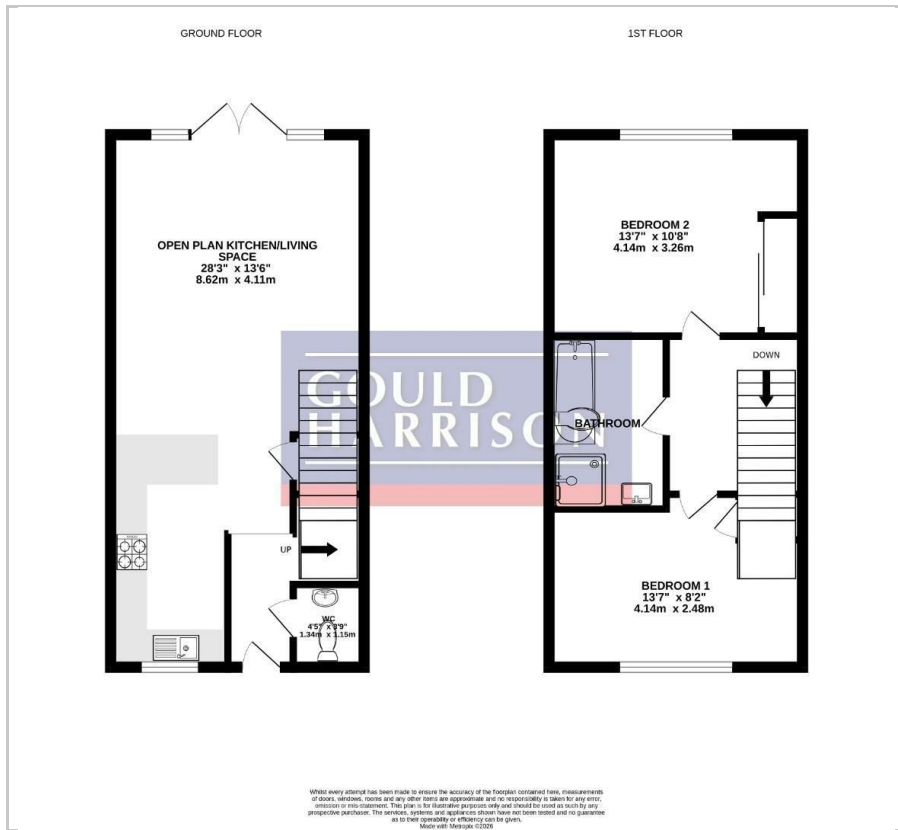 GROUND FLOOR
1ST FLOOR
OPEN PLAN KITCHEN/LIVING
SPACE
28'3" x 13'6"
8.62m x 4.11m
UP
WC
4'5" x 3'9"
1.34m x 1.15m
BEDROOM 2
13'7" x 10'8"
4.14m x 3.26m
DOWN
BATHROOM
BEDROOM 1
13'7" x 8'2"
4.14m x 2.48m
GOULD
HARRISON
Whilst every attempt has been made to ensure the accuracy of the floorplan contained here, measurements
of doors, windows, rooms and any other items are approximate and no responsibility is taken for any error,
omission or mis-statement. This plan is for illustrative purposes only and should be used as such by any
prospective purchaser. The services, systems and appliances shown have not been tested and no guarantee
as to their operability or efficiency can be given.
Made with Metropix ©2026